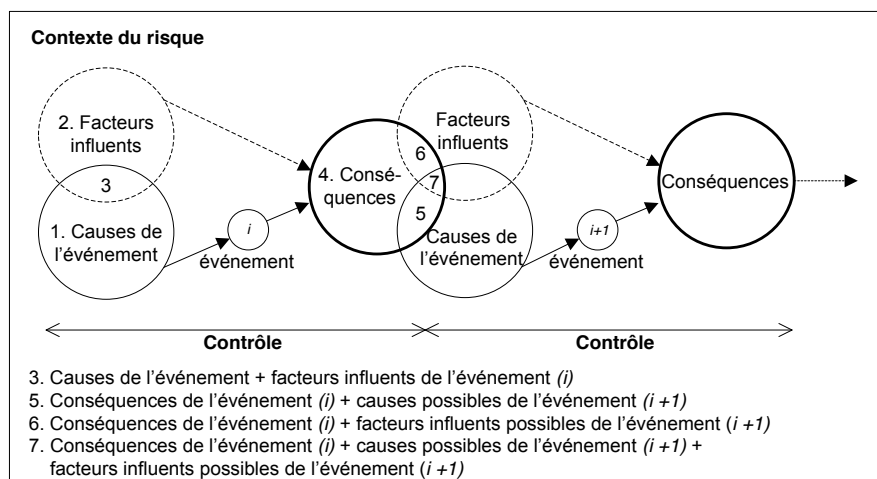 Contexte du risque
2. Facteurs
influents
3
1. Causes de
l'événement
i
événement
4. Consé-
quences
Facteurs
influents
6
7
5
Causes de
l'événement
i+1
événement
Conséquences
Contrôle
Contrôle
3. Causes de l'événement + facteurs influents de l'événement (i)
5. Conséquences de l'événement (i) + causes possibles de l'événement (i +1)
6. Conséquences de l'événement (i) + facteurs influents possibles de l'événement (i +1)
7. Conséquences de l'événement (i) + causes possibles de l'événement (i +1) +
facteurs influents possibles de l'événement (i +1)